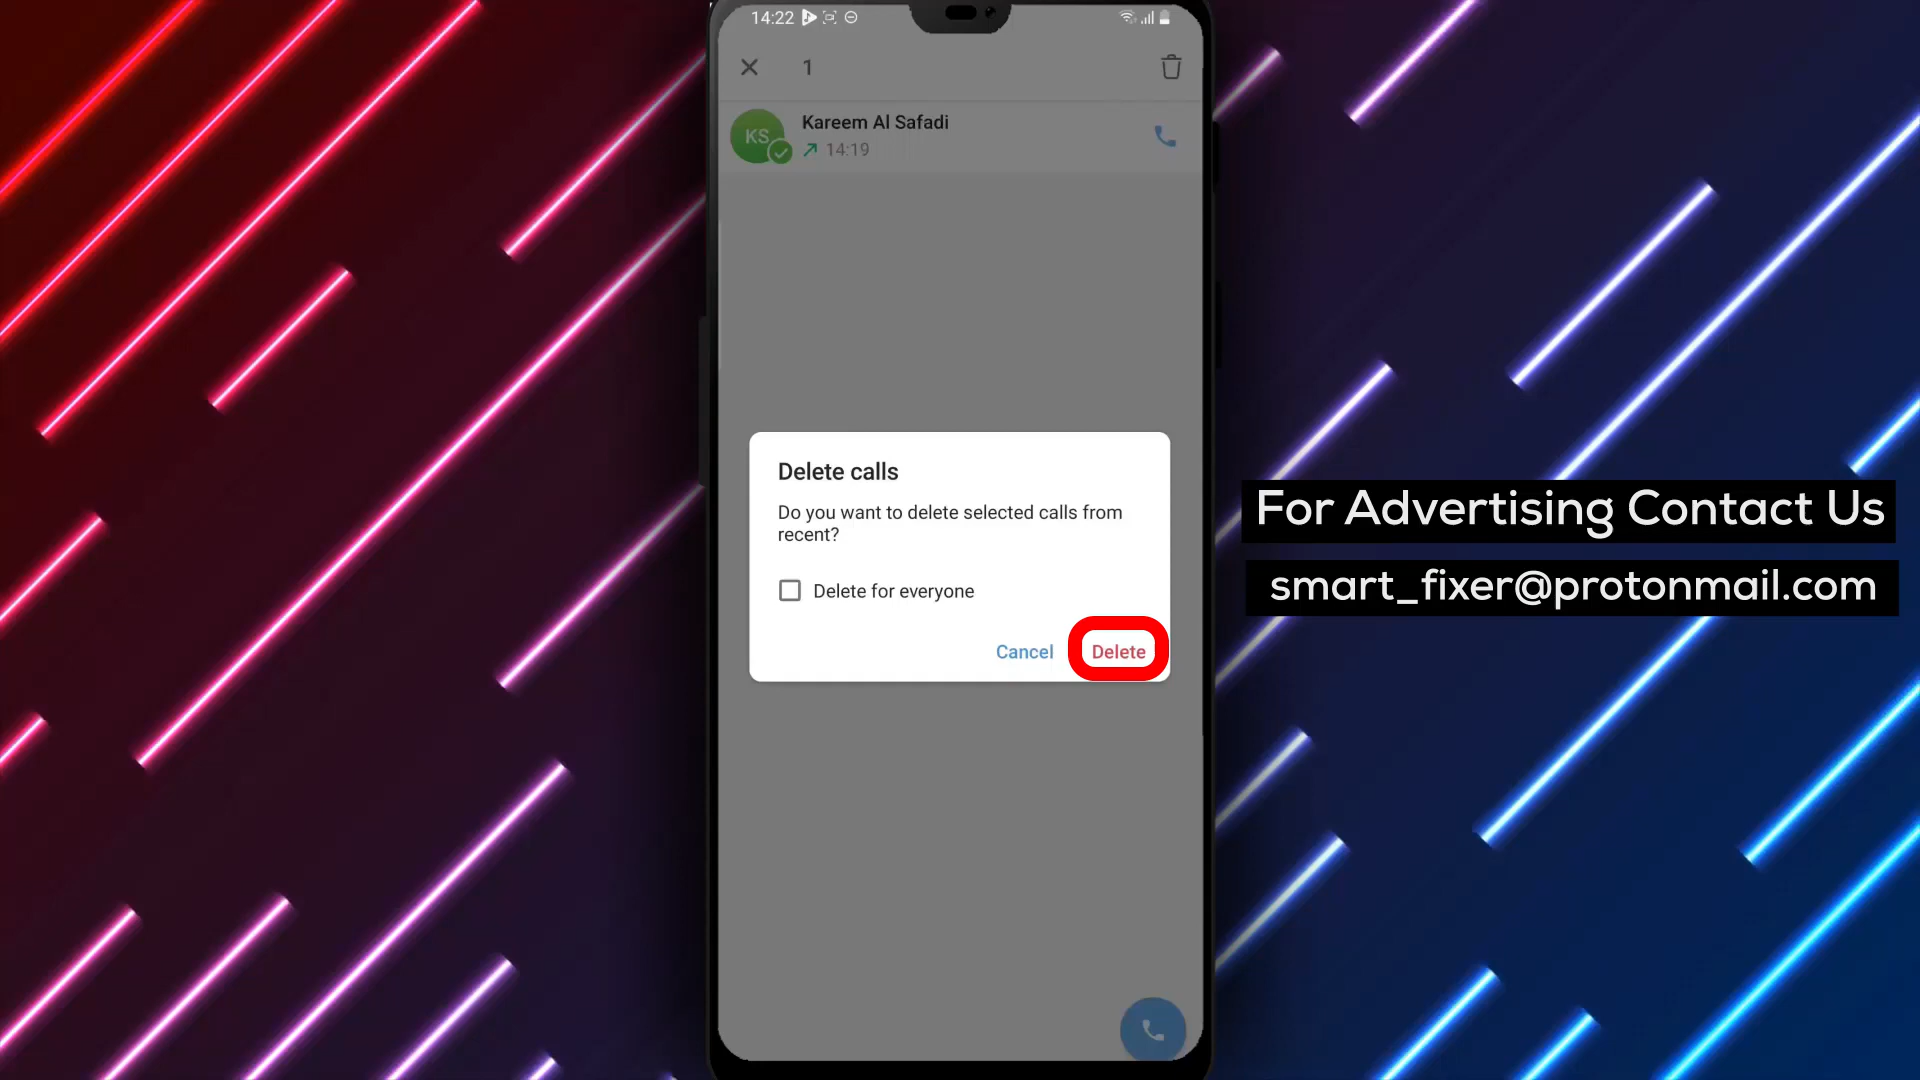 14:22
1
KS
Kareem Al Safadi
14:19
Delete calls
Do you want to delete selected calls from
recent?
Delete for everyone
Cancel
Delete
For Advertising Contact Us
smart_fixer@protonmail.com